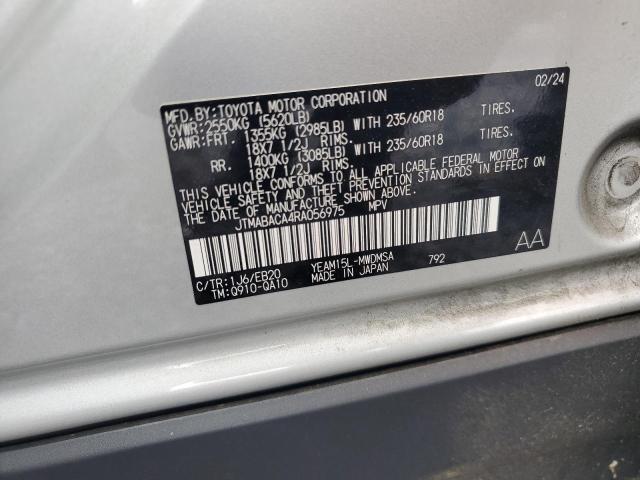 MFD.BY:TOYOTA MOTOR CORPORATION 02/24
GVWR:2550KG (5620LB)
GAWR:FRT. 1355KG (2985LB) WITH 235/60R18 TIRES,
18X7 1/2J RIMS.
RR. 1400KG (3085LB) WITH 235/60R18 TIRES,
18X7 1/2J RIMS.
THIS VEHICLE CONFORMS TO ALL APPLICABLE FEDERAL MOTOR
VEHICLE SAFETY AND THEFT PREVENTION STANDARDS IN EFFECT ON
THE DATE OF MANUFACTURE SHOWN ABOVE.
JTMABACA4RA056975 MPV
AA
C/TR:1J6/EB20 YEAM15L-MWDMSA 792
TM:Q910-QA10 MADE IN JAPAN